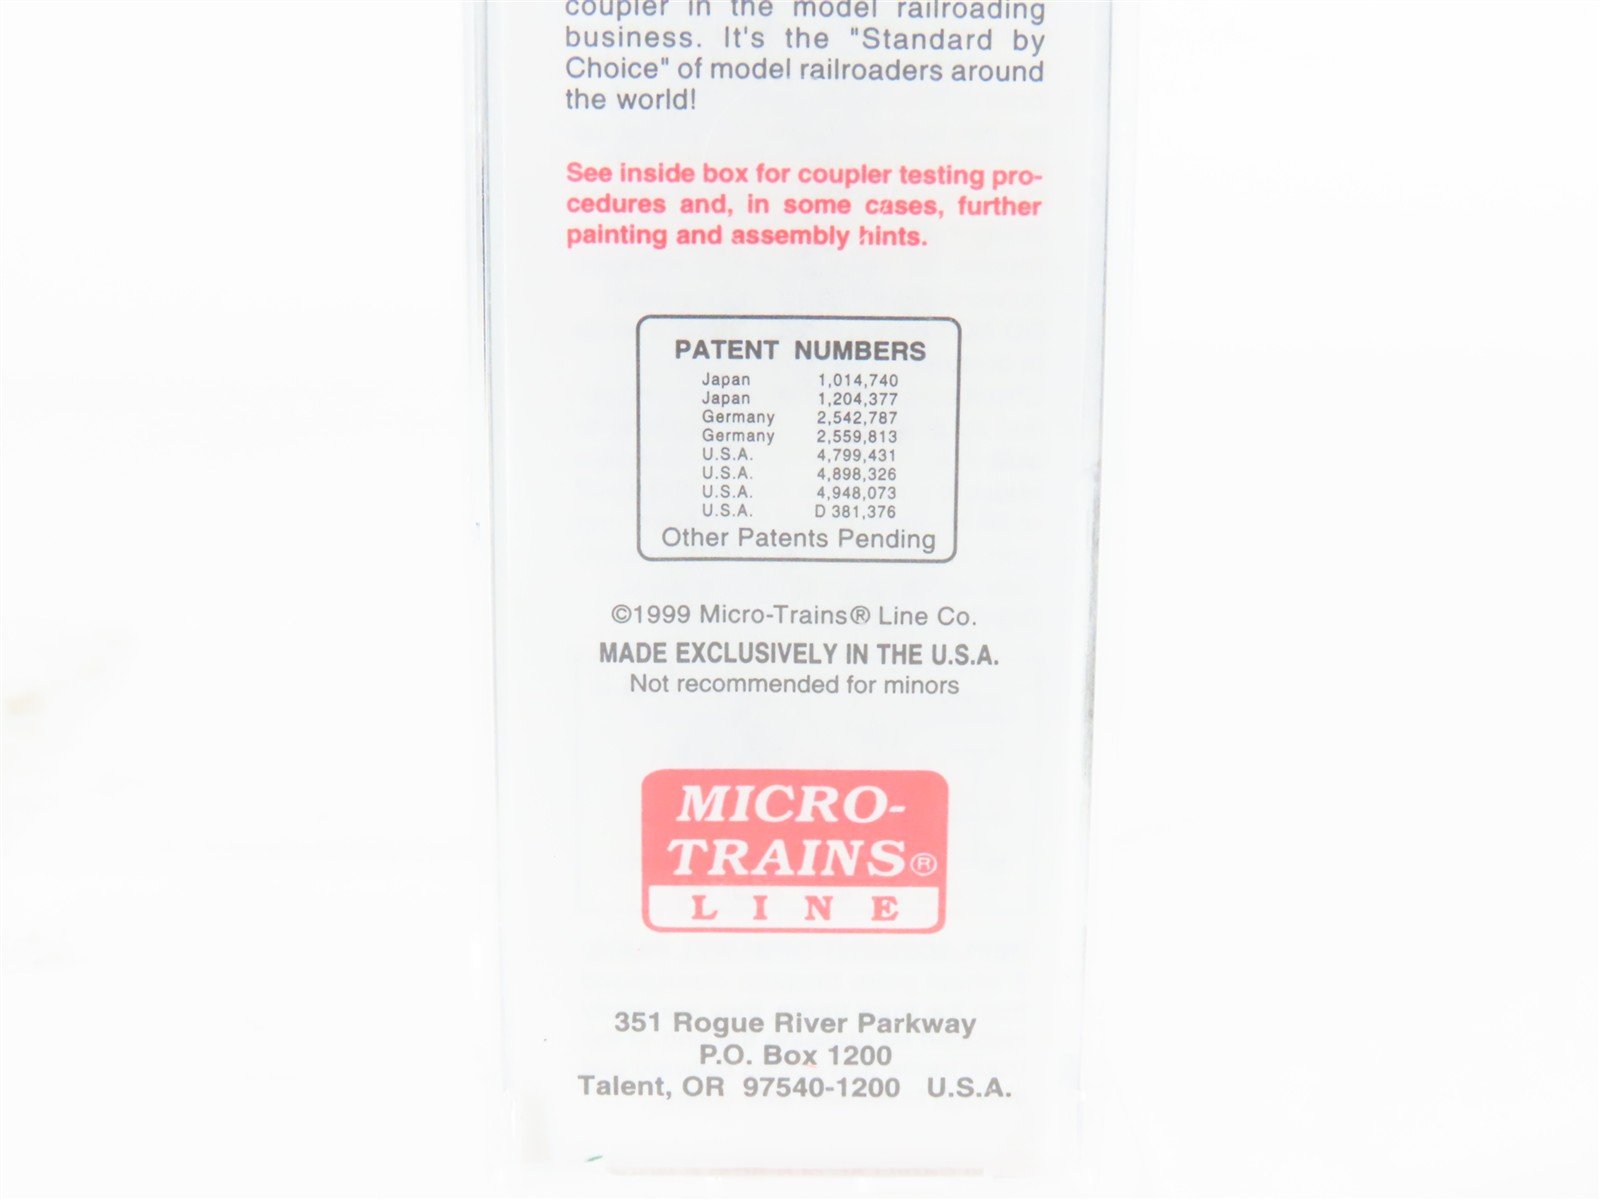 coupler in the model railroading
business. It's the "Standard by
Choice" of model railroaders around
the world!
See inside box for coupler testing pro-
cedures and, in some cases, further
painting and assembly hints.
PATENT NUMBERS
Japan 1,014,740
Japan 1,204,377
Germany 2,542,787
Germany 2,559,813
U.S.A. 4,799,431
U.S.A. 4,898,326
U.S.A. 4,948,073
U.S.A. D 381,376
Other Patents Pending
©1999 Micro-Trains® Line Co.
MADE EXCLUSIVELY IN THE U.S.A.
Not recommended for minors
MICRO-
TRAINS®
LINE
351 Rogue River Parkway
P.O. Box 1200
Talent, OR 97540-1200 U.S.A.